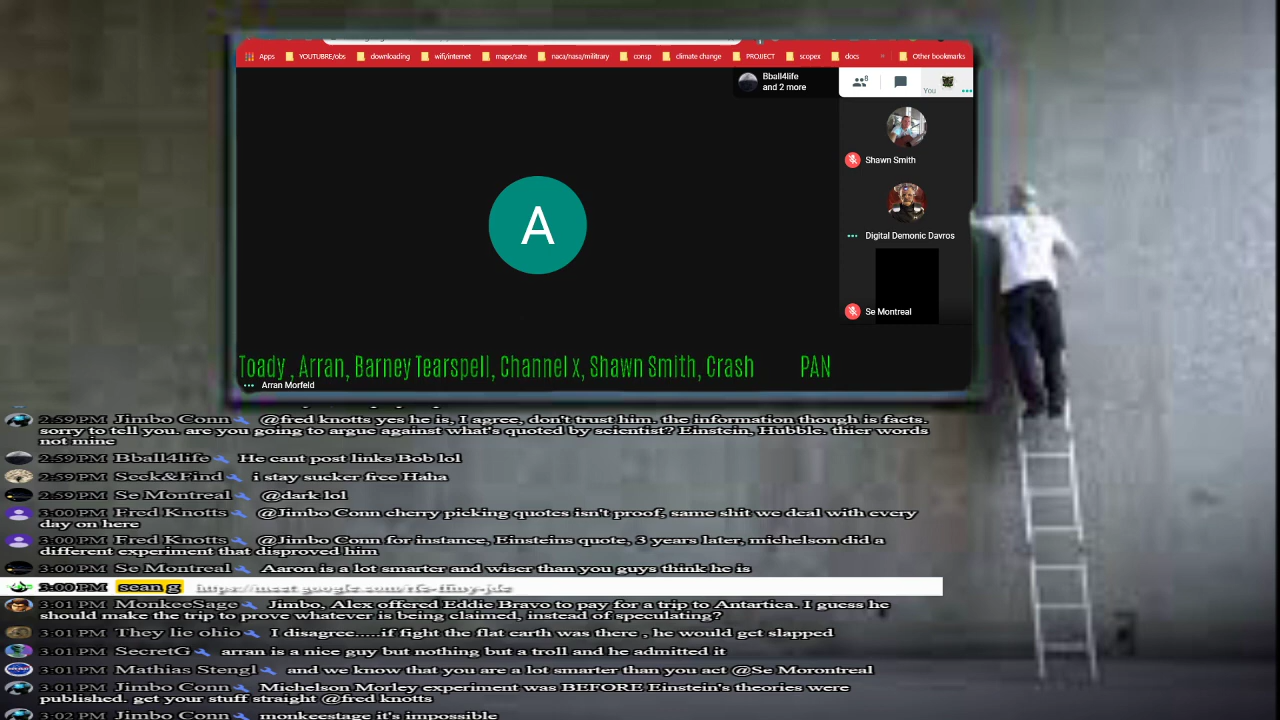 Apps YOUTUBRE/obs downloading wifi/internet maps/sate naca/nasa/militrary consp climate change PROJJECT scopex docs Other bookmarks
Bball4life
and 2 more
8
You
Shawn Smith
Digital Demonic Davros
Se Montreal
A
Toady , Arran, Barney Tearspell, Channel x, Shawn Smith, Crash PAN
Arran Morfeld
2:59 PM Jimbo Conn @fred knotts yes he is, I agree, don't trust him. the information though is facts.
sorry to tell you. are you going to argue against what's quoted by scientist? Einstein, Hubble. thier words
not mine
2:59 PM Bball4life He cant post links Bob lol
2:59 PM Seek&Find i stay sucker free Haha
2:59 PM Se Montreal @dark lol
3:00 PM Fred Knotts @Jimbo Conn cherry picking quotes isn't proof, same shit we deal with every
day on here
3:00 PM Fred Knotts @Jimbo Conn for instance, Einsteins quote, 3 years later, michelson did a
different experiment that disproved him
3:00 PM Se Montreal Aaron is a lot smarter and wiser than you guys think he is
3:00 PM sean g https://meet.google.com/rfe-ffiny-jde
3:01 PM MonkeeSage Jimbo, Alex offered Eddie Bravo to pay for a trip to Antartica. I guess he
should make the trip to prove whatever is being claimed, instead of speculating?
3:01 PM They lie ohio I disagree.....if fight the flat earth was there , he would get slapped
3:01 PM SecretG arran is a nice guy but nothing but a troll and he admitted it
3:01 PM Mathias Stengl and we know that you are a lot smarter than you act @Se Morontreal
3:01 PM Jimbo Conn Michelson Morley experiment was BEFORE Einstein's theories were
published. get your stuff straight @fred knotts
3:02 PM Jimbo Conn monkeestage it's impossible